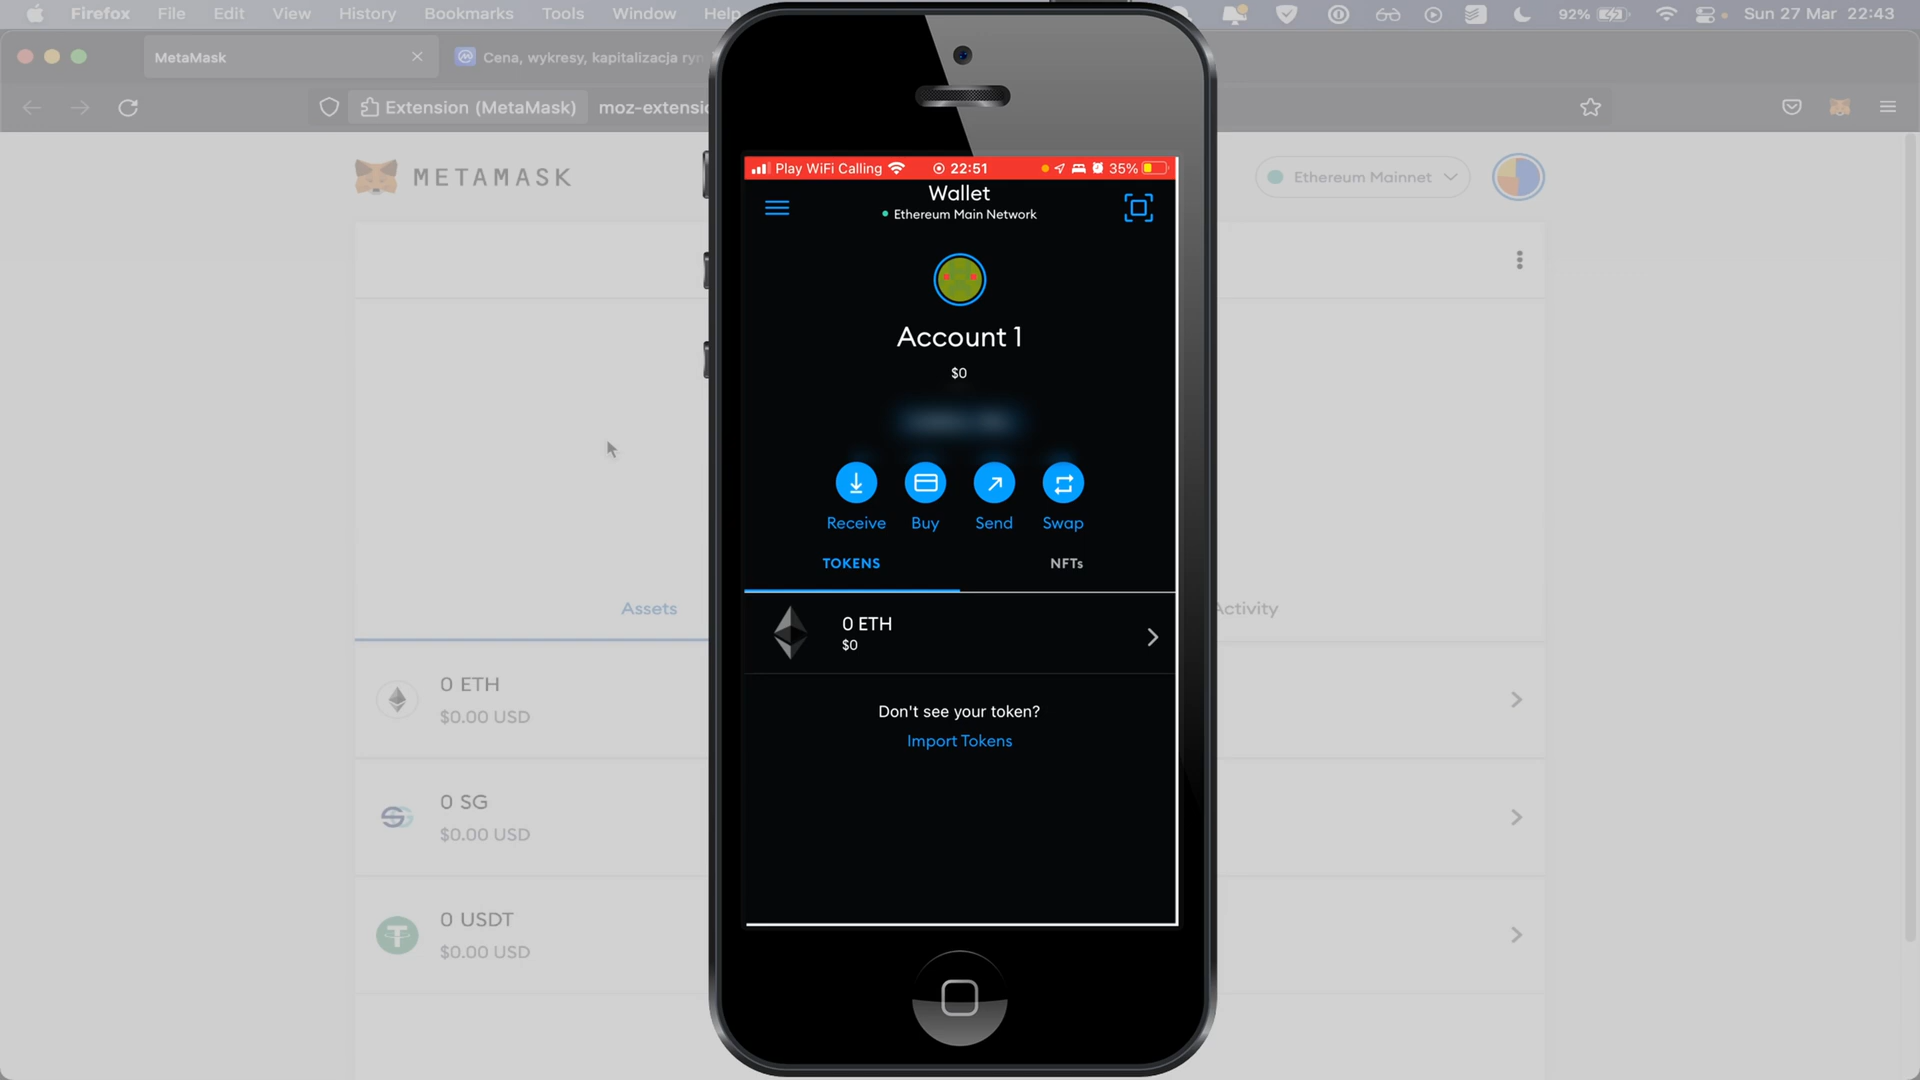 Firefox File Edit View History Bookmarks Tools Window Help
92% Sun 27 Mar 22:43
MetaMask
Cena, wykresy, kapitalizacja
Extension (MetaMask)
METAMASK
Ethereum Mainnet
Play WiFi Calling 22:51 35%
Wallet
Ethereum Main Network
Account 1
$0
Receive Buy Send Swap
TOKENS NFTs
0 ETH
$0
Don't see your token?
Import Tokens
Assets
Activity
0 ETH
$0.00 USD
0 SG
$0.00 USD
0 USDT
$0.00 USD